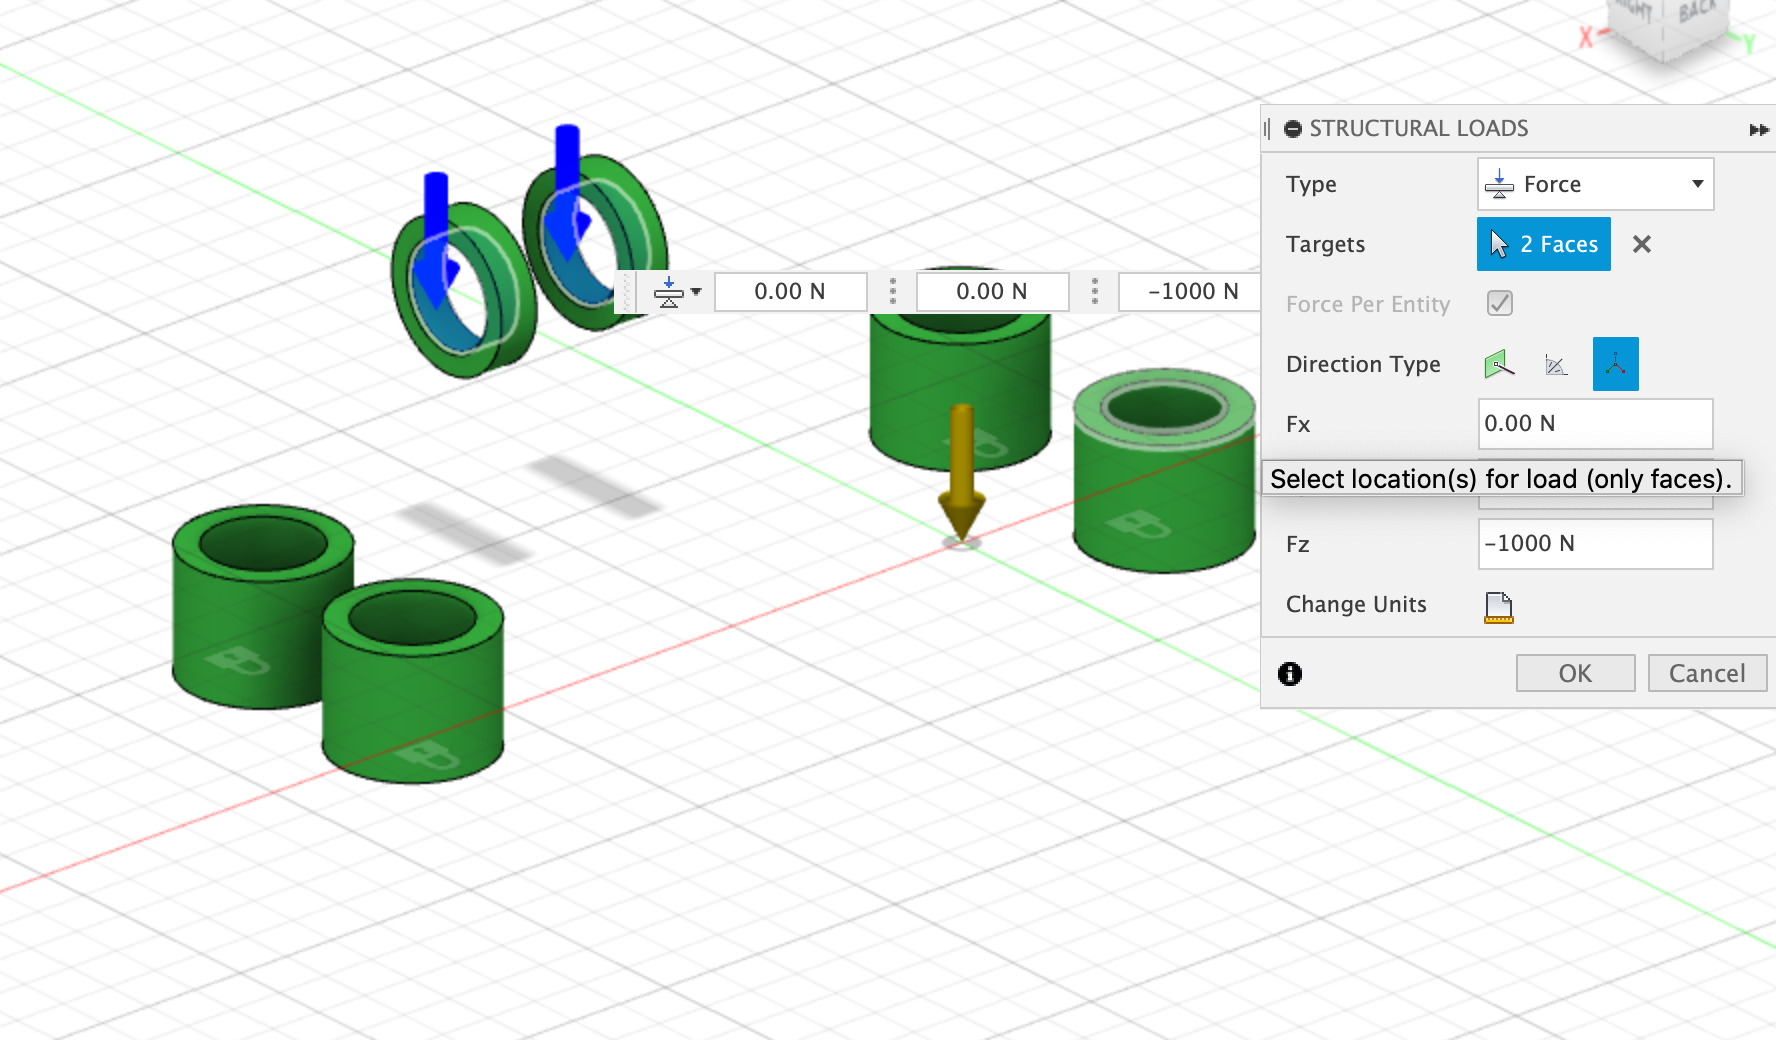 RIGHT
BACK
X
Y
STRUCTURAL LOADS
Type
Force
Targets
2 Faces
0.00 N
0.00 N
-1000 N
Force Per Entity
Direction Type
Fx
0.00 N
Select location(s) for load (only faces).
Fz
-1000 N
Change Units
OK
Cancel